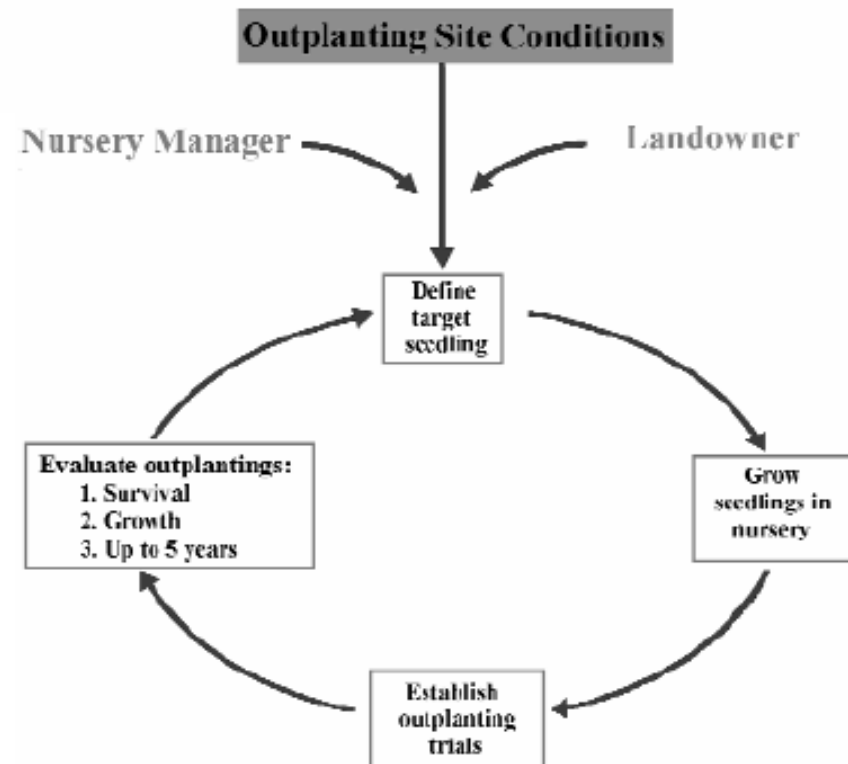 Outplanting Site Conditions
Nursery Manager
Landowner
Define
target
seedling
Evaluate outplantings:
1. Survival
2. Growth
3. Up to 5 years
Grow
seedlings in
nursery
Establish
outplanting
trials